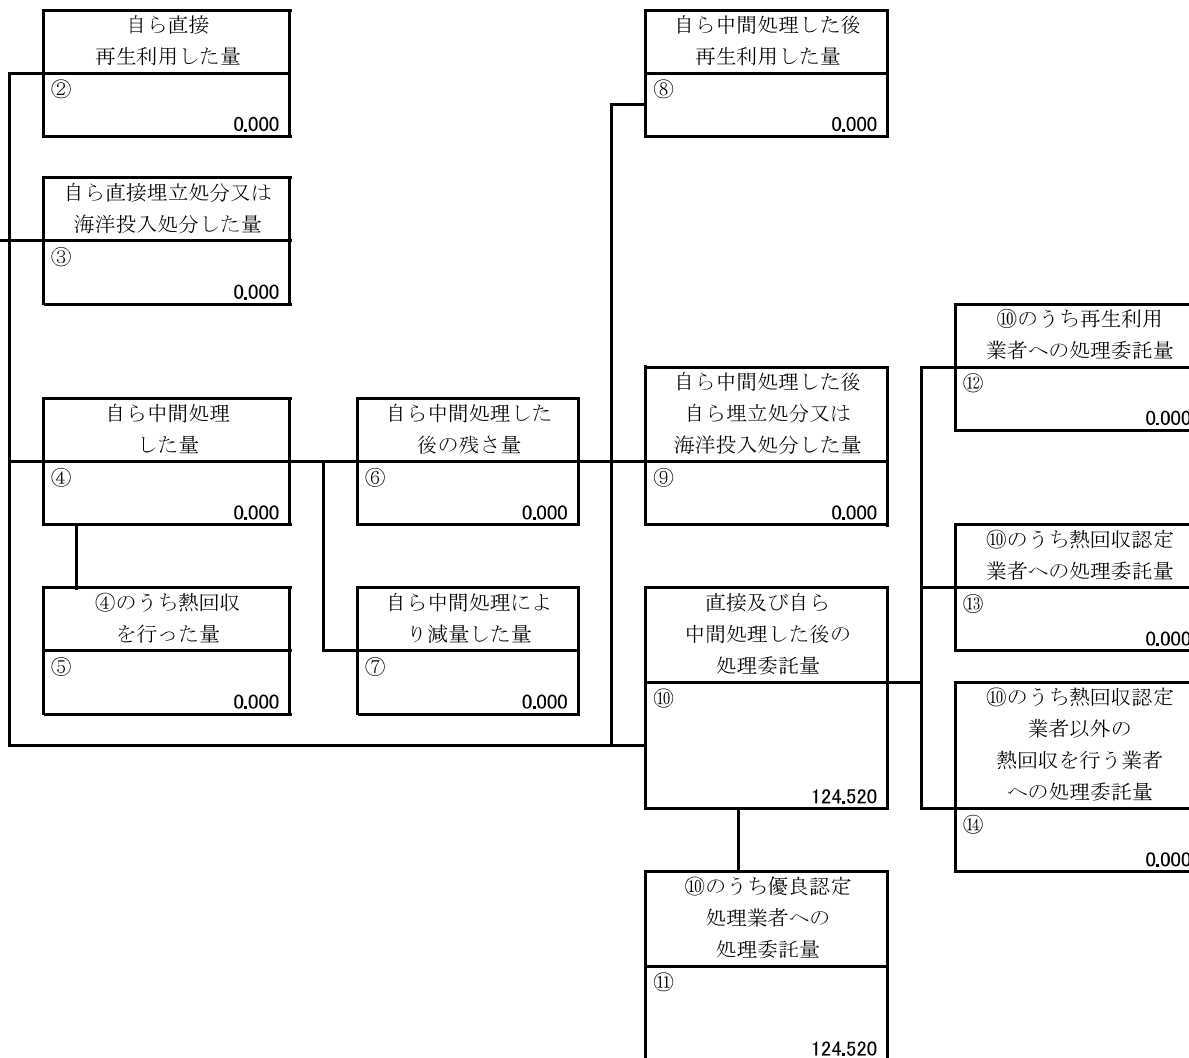 自ら直接
再生利用した量
②
0.000
自ら直接埋立処分又は
海洋投入処分した量
③
0.000
自ら中間処理
した量
④
0.000
④のうち熱回収
を行った量
⑤
0.000
自ら中間処理した
後の残さ量
⑥
0.000
自ら中間処理によ
り減量した量
⑦
0.000
自ら中間処理した後
再生利用した量
⑧
0.000
自ら中間処理した後
自ら埋立処分又は
海洋投入処分した量
⑨
0.000
直接及び自ら
中間処理した後の
処理委託量
⑩
124.520
⑩のうち優良認定
処理業者への
処理委託量
⑪
124.520
⑩のうち再生利用
業者への処理委託量
⑫
0.000
⑩のうち熱回収認定
業者への処理委託量
⑬
0.000
⑩のうち熱回収認定
業者以外の
熱回収を行う業者
への処理委託量
⑭
0.000